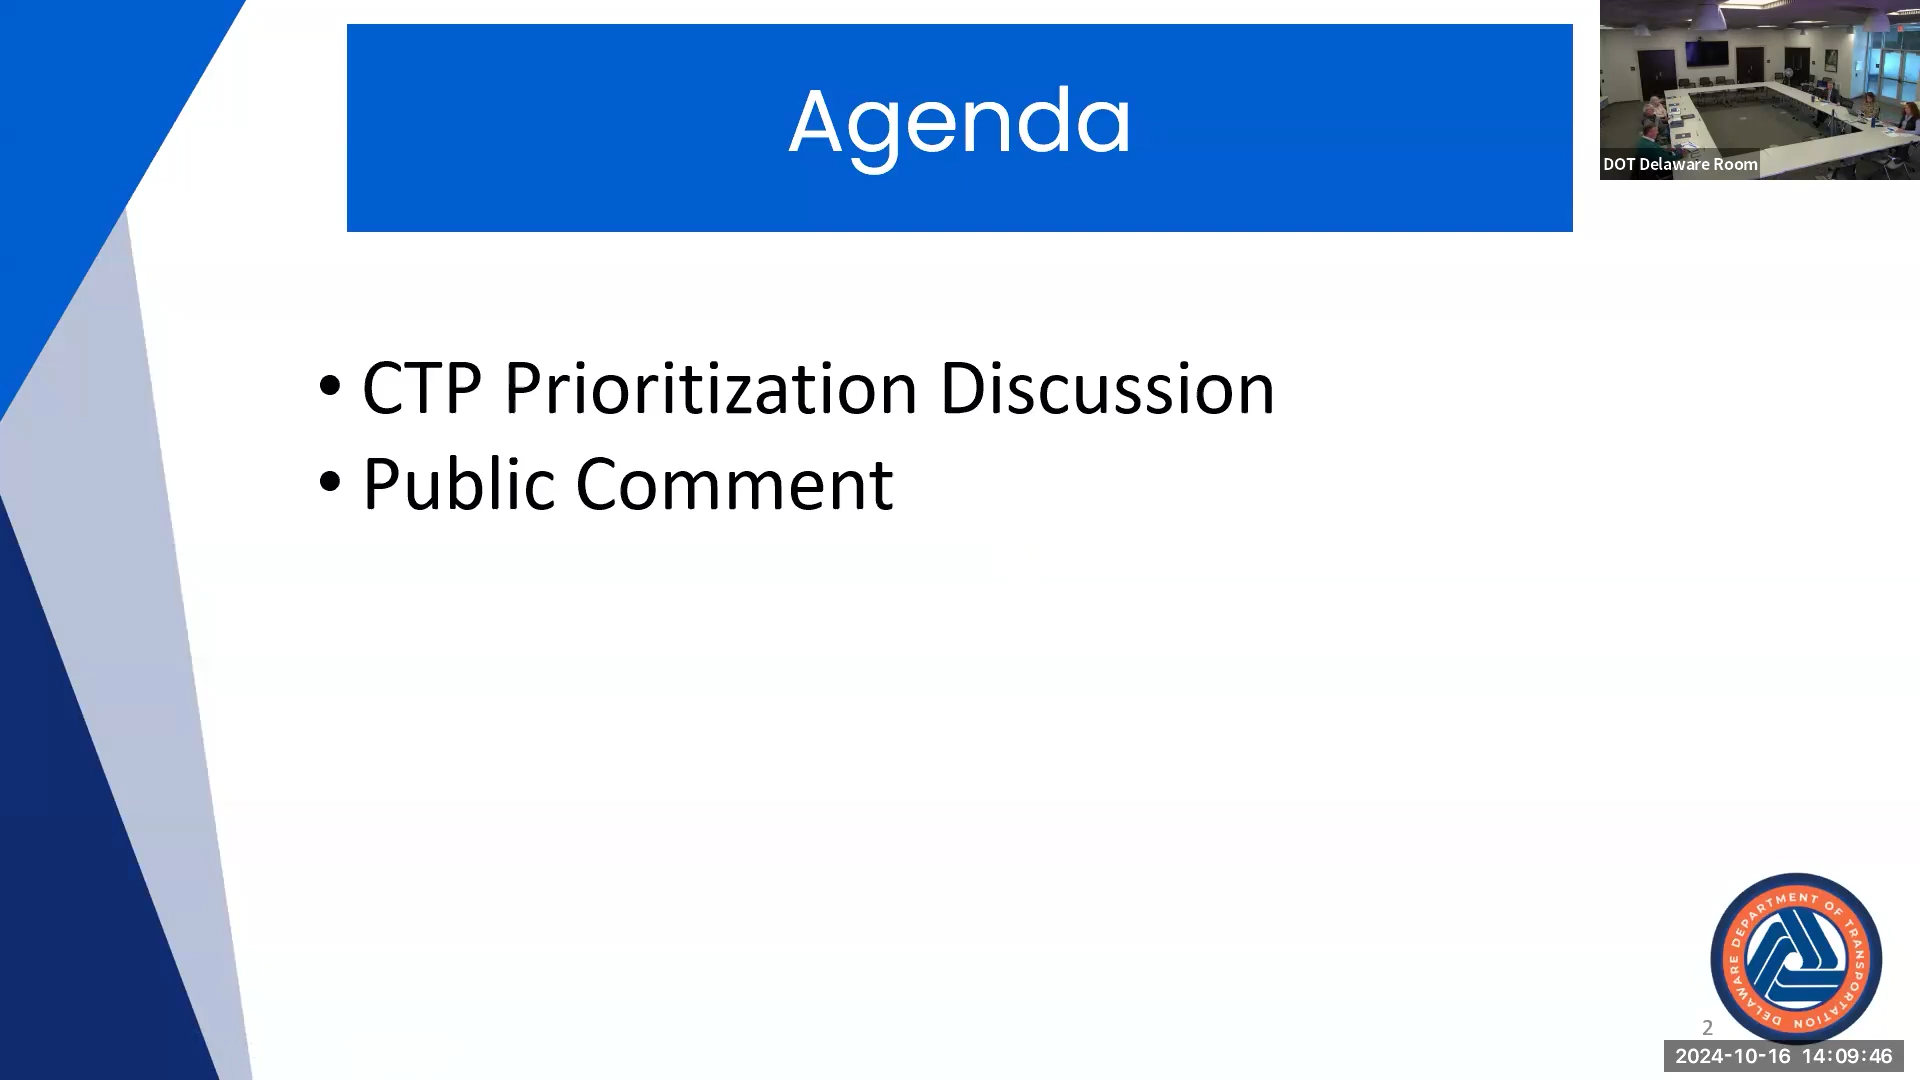 Agenda
DOT Delaware Room
• CTP Prioritization Discussion
• Public Comment
DELAWARE DEPARTMENT OF TRANSPORTATION
2
2024-10-16 14:09:46